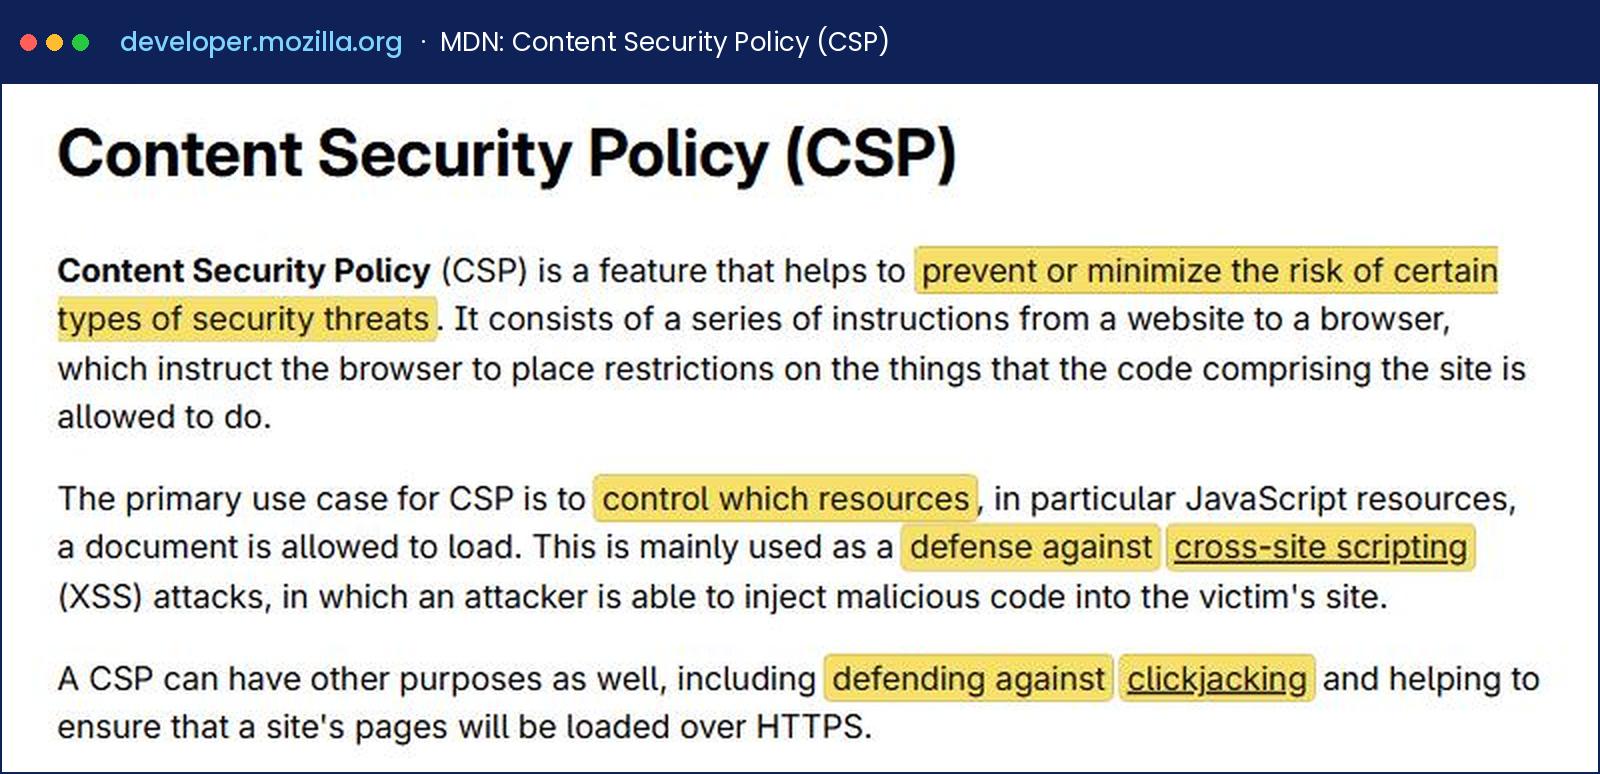 developer.mozilla.org · MDN: Content Security Policy (CSP)
Content Security Policy (CSP)
Content Security Policy (CSP) is a feature that helps to prevent or minimize the risk of certain
types of security threats. It consists of a series of instructions from a website to a browser,
which instruct the browser to place restrictions on the things that the code comprising the site is
allowed to do.
The primary use case for CSP is to control which resources, in particular JavaScript resources,
a document is allowed to load. This is mainly used as a defense against cross-site scripting
(XSS) attacks, in which an attacker is able to inject malicious code into the victim's site.
A CSP can have other purposes as well, including defending against clickjacking and helping to
ensure that a site's pages will be loaded over HTTPS.